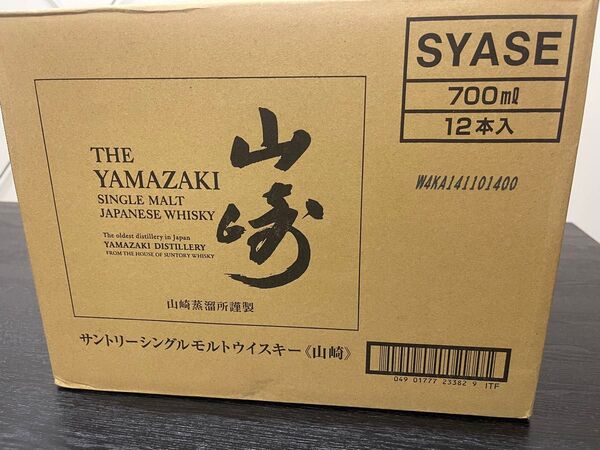 SYASE
700ml
12本入
W4KA141101400
THE
YAMAZAKI
SINGLE MALT
JAPANESE WHISKY
The oldest distillery in Japan
YAMAZAKI DISTILLERY
FROM THE HOUSE OF SUNTORY WHISKY
山崎
山崎蒸溜所謹製
サントリーシングルモルトウイスキー《山崎》
049 01777 23382 9 ITF